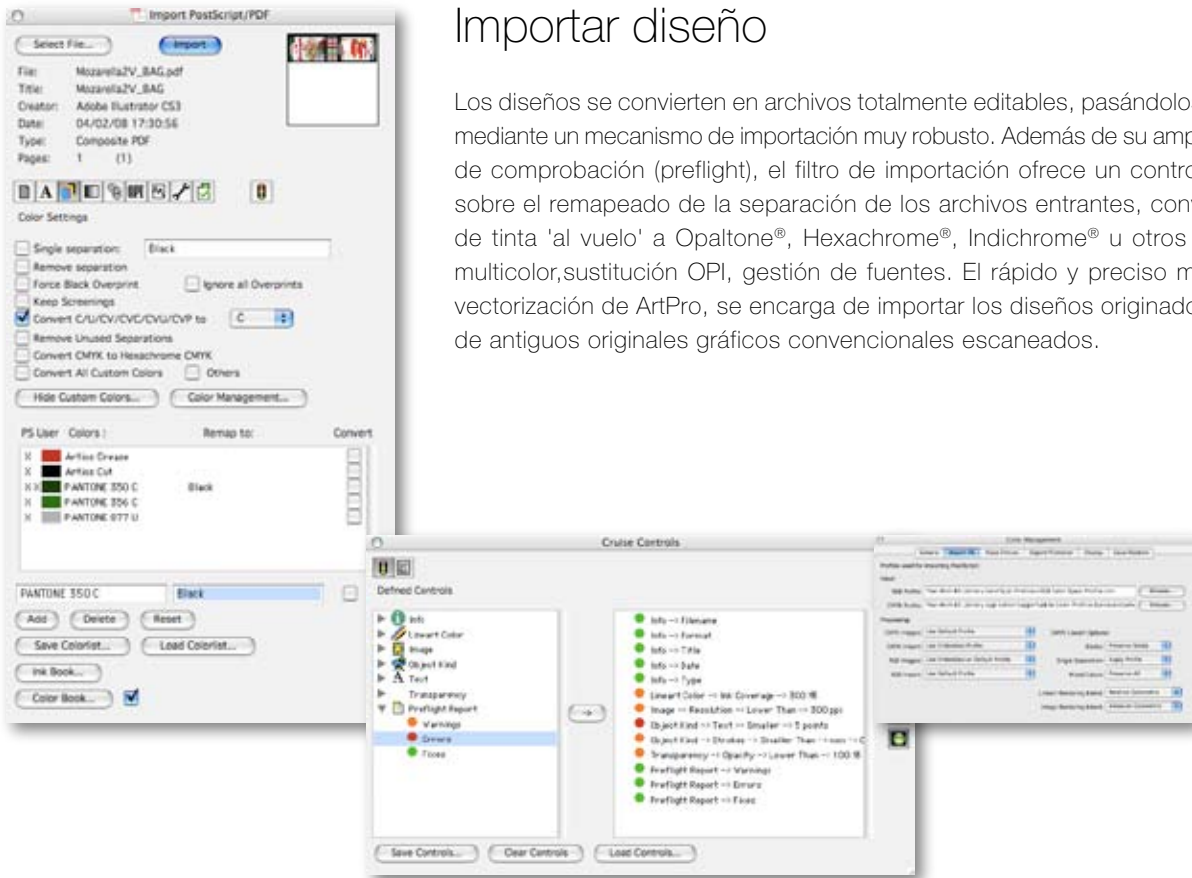 Importar diseño
Los diseños se convierten en archivos totalmente editables, pasándolo
mediante un mecanismo de importación muy robusto. Además de su amp
de comprobación (preflight), el filtro de importación ofrece un contro
sobre el remapeado de la separación de los archivos entrantes, con
de tinta 'al vuelo' a Opaltone®, Hexachrome®, Indichrome® u otros
multicolor,sustitución OPI, gestión de fuentes. El rápido y preciso m
vectorización de ArtPro, se encarga de importar los diseños originado
de antiguos originales gráficos convencionales escaneados.
Import PostScript/PDF
Select File... Import
File: Mozarella2V_BAG.pdf
Title: Mozarella2V_BAG
Creator: Adobe Illustrator CS3
Date: 04/02/08 17:30:56
Type: Composite PDF
Pages: 1 (1)
Color Settings
Single separation: Black
Remove separation
Force Black Overprint Ignore all Overprints
Keep Screenings
Convert C/U/CV/CVC/CVU/CVP to C
Remove Unused Separations
Convert CMYK to Hexachrome CMYK
Convert All Custom Colors Others
Hide Custom Colors... Color Management...
PS User Colors: Remap to: Convert
X Artios Crease
X Artios Cut
X X PANTONE 350 C Black
X PANTONE 356 C
X PANTONE 877 U
PANTONE 350 C Black
Add Delete Reset
Save Colorlist... Load Colorlist...
Ink Book...
Color Book...
Cruise Controls
Defined Controls
Info
Lineart Color
Image
Object Kind
Text
Transparency
Preflight Report
Warnings
Errors
Fixes
Info -> Filename
Info -> Format
Info -> Title
Info -> Date
Info -> Type
Lineart Color -> Ink Coverage -> 300 %
Image -> Resolution -> Lower Than -> 300 ppi
Object Kind -> Text -> Smaller -> 5 points
Object Kind -> Strokes -> Smaller Than
Transparency -> Opacity -> Lower Than -> 100 %
Preflight Report -> Warnings
Preflight Report -> Errors
Preflight Report -> Fixes
Save Controls... Clear Controls Load Controls...
Color Management